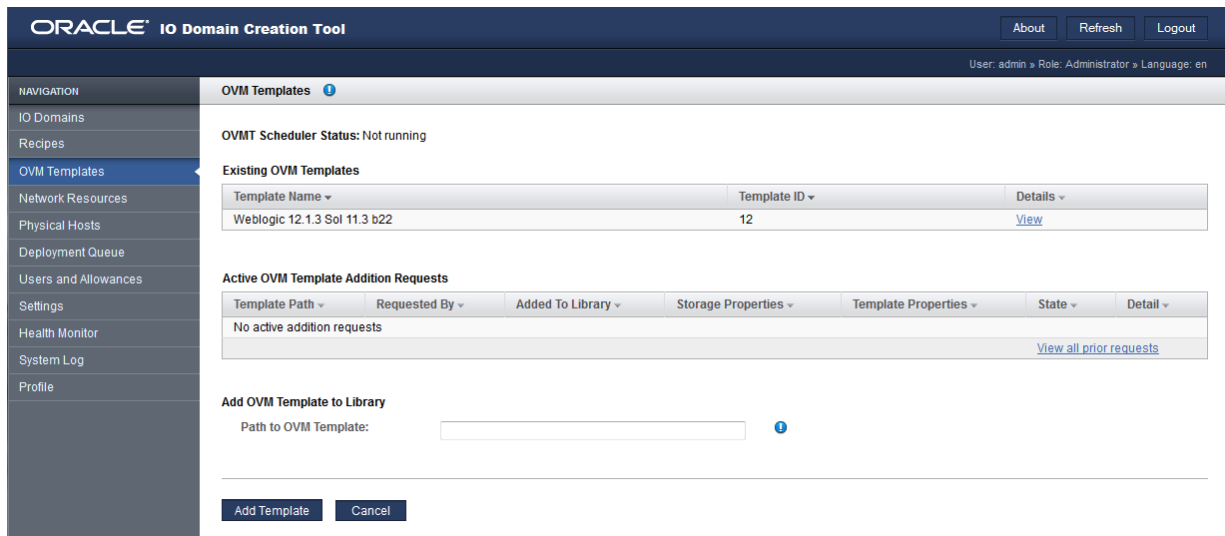 ORACLE IO Domain Creation Tool
About Refresh Logout
User: admin » Role: Administrator » Language: en
NAVIGATION
IO Domains
Recipes
OVM Templates
Network Resources
Physical Hosts
Deployment Queue
Users and Allowances
Settings
Health Monitor
System Log
Profile
OVM Templates
OVMT Scheduler Status: Not running
Existing OVM Templates
Template Name Template ID Details
Weblogic 12.1.3 Sol 11.3 b22 12 View
Active OVM Template Addition Requests
Template Path Requested By Added To Library Storage Properties Template Properties State Detail
No active addition requests
View all prior requests
Add OVM Template to Library
Path to OVM Template:
Add Template Cancel